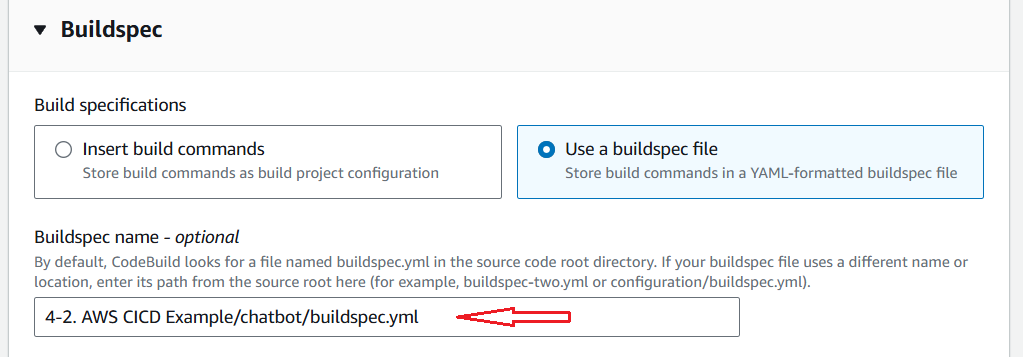 Buildspec
Build specifications
Insert build commands
Store build commands as build project configuration
Use a buildspec file
Store build commands in a YAML-formatted buildspec file
Buildspec name - optional
By default, CodeBuild looks for a file named buildspec.yml in the source code root directory. If your buildspec file uses a different name or
location, enter its path from the source root here (for example, buildspec-two.yml or configuration/buildspec.yml).
4-2. AWS CICD Example/chatbot/buildspec.yml